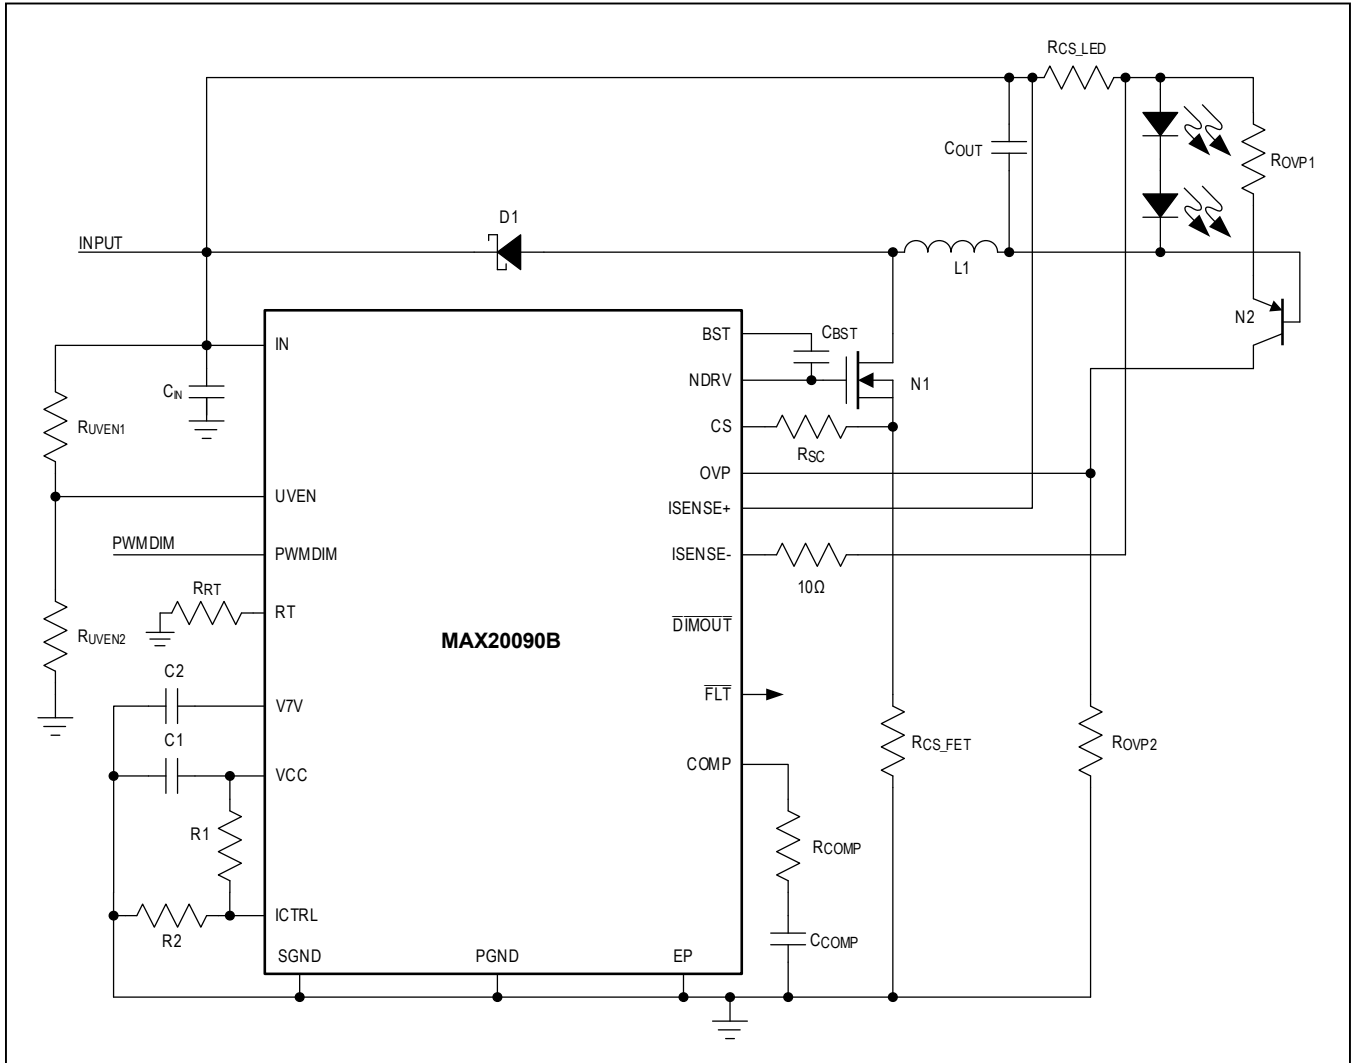 RCS_LED
COUT
ROVP1
D1
INPUT
L1
N2
BST
CBST
IN
NDRV
N1
CIN
RUVEN1
CS
RSC
OVP
UVEN
ISENSE+
PWMDIM
PWMDIM
ISENSE-
10Ω
RRT
RT
DIMOUT
RUVEN2
MAX20090B
C2
FLT
V7V
C1
RCS_FET
ROVP2
VCC
COMP
R1
RCOMP
ICTRL
R2
CCOMP
SGND
PGND
EP